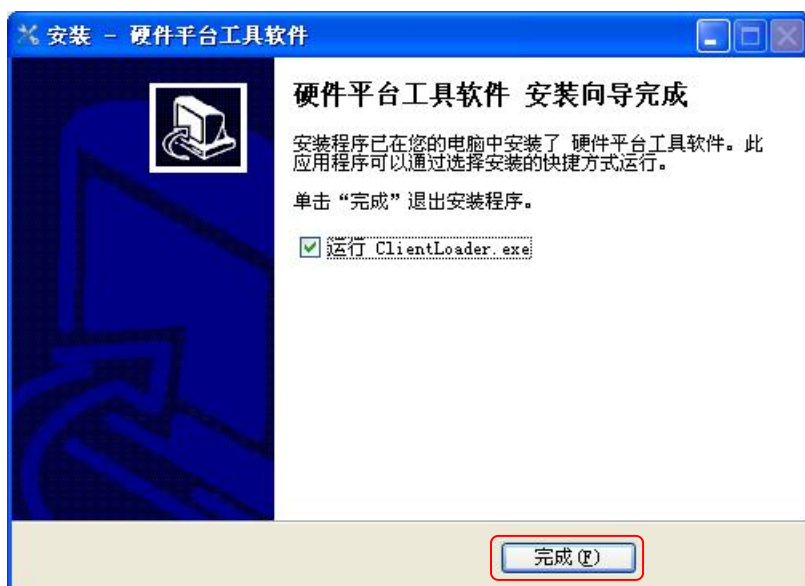 安装 - 硬件平台工具软件
硬件平台工具软件 安装向导完成
安装程序已在您的电脑中安装了 硬件平台工具软件。此
应用程序可以通过选择安装的快捷方式运行。
单击“完成”退出安装程序。
运行 ClientLoader.exe
完成(F)